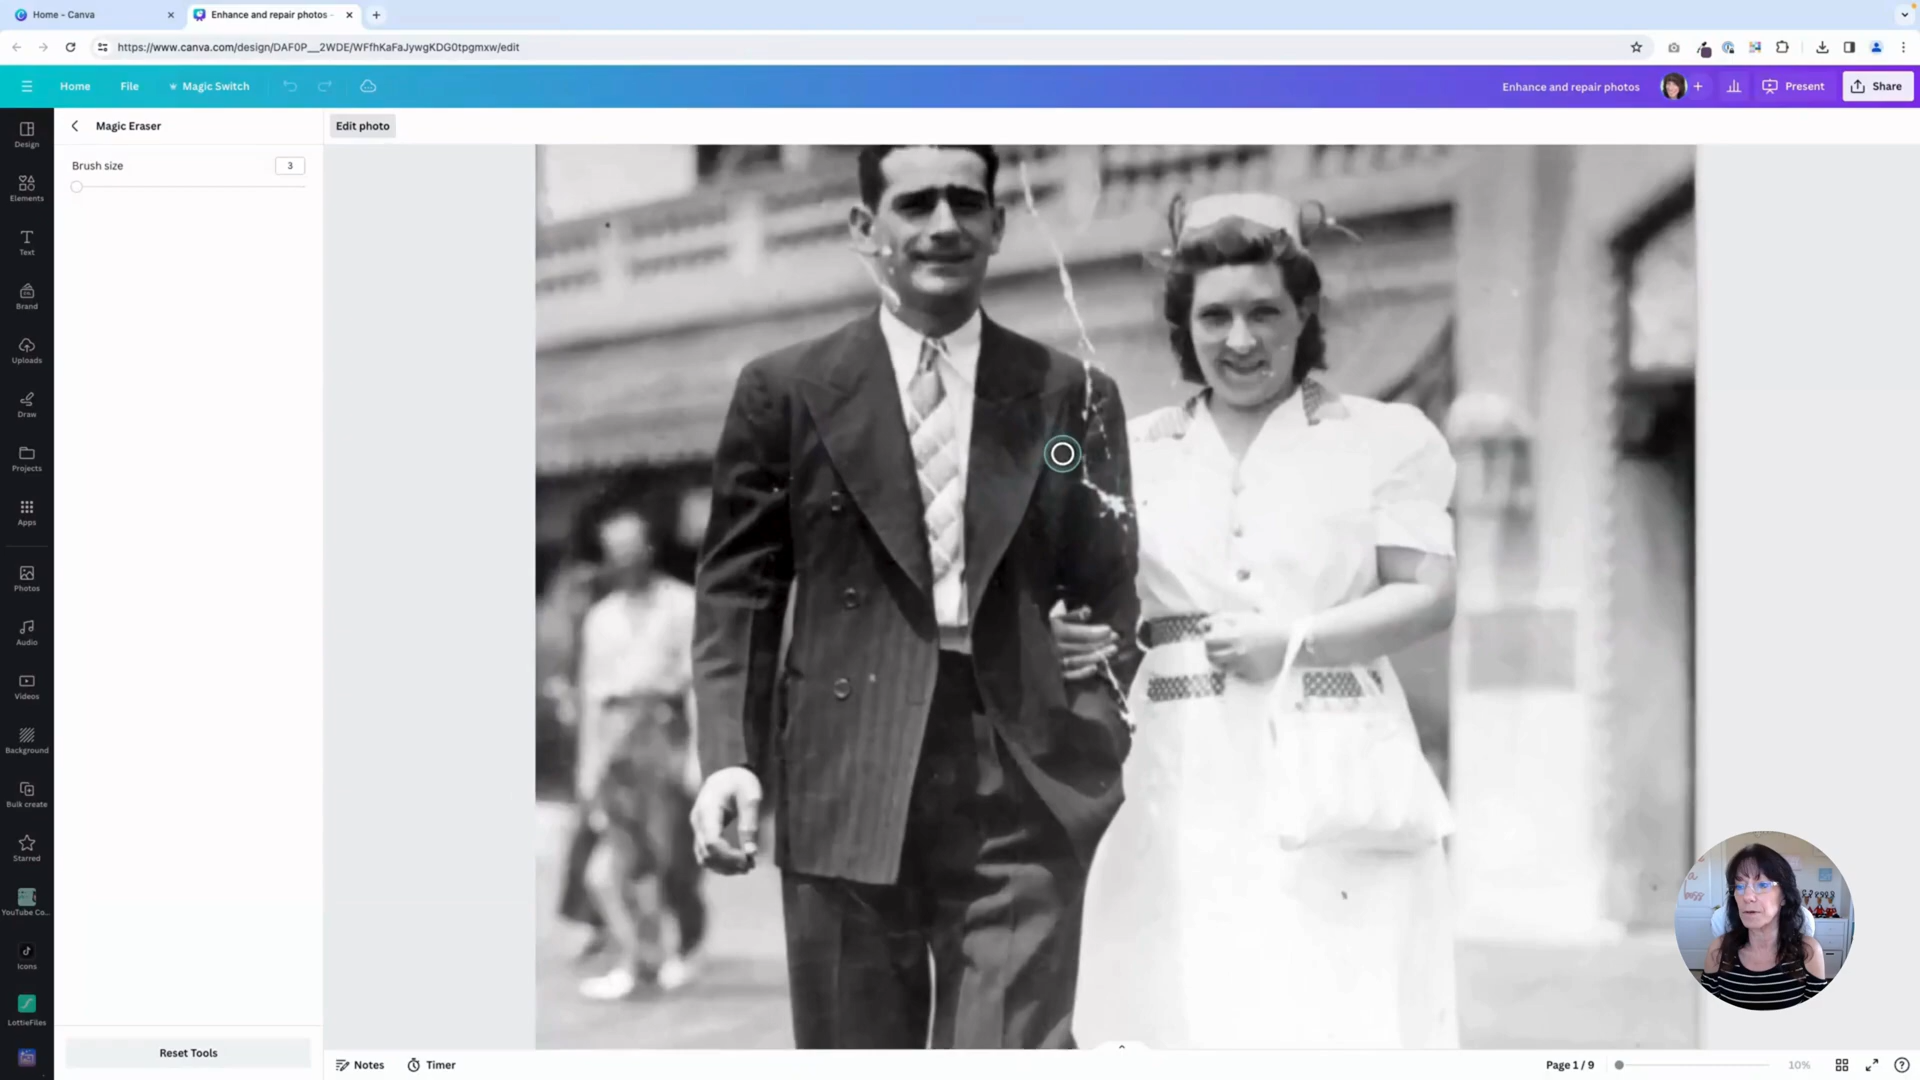 Home - Canva
Enhance and repair photos -
https://www.canva.com/design/DAF0P__2WDE/WFfhKaFaJywgKDG0tpgmxw/edit
Home
File
Magic Switch
Enhance and repair photos
Present
Share
Design
Elements
Text
Brand
Uploads
Draw
Projects
Apps
Photos
Audio
Videos
Background
Bulk create
Starred
YouTube Co...
Icons
LottieFiles
Magic Eraser
Brush size
3
Reset Tools
Edit photo
Notes
Timer
Page 1 / 9
10%